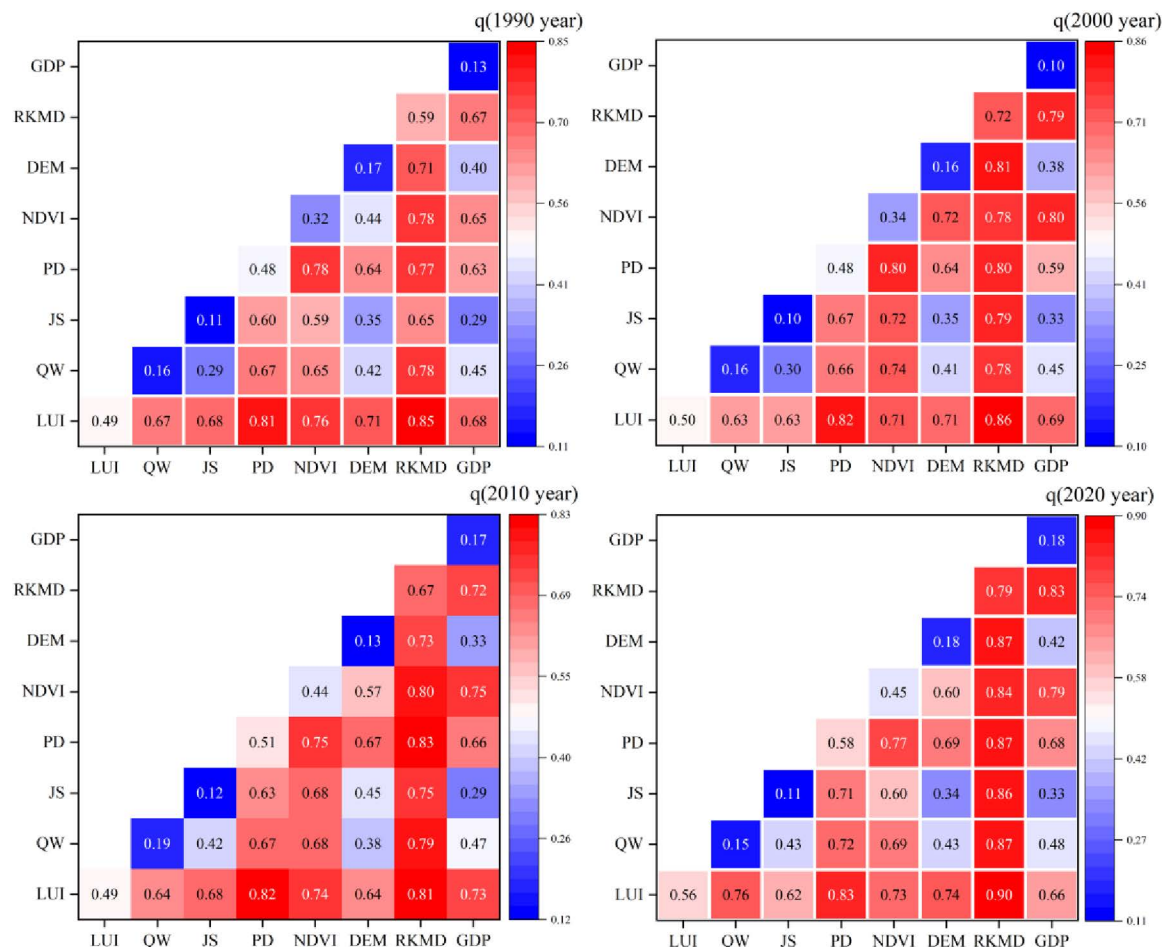 q(1990 year)
GDP 0.13
RKMD 0.59 0.67
DEM 0.17 0.71 0.40
NDVI 0.32 0.44 0.78 0.65
PD 0.48 0.78 0.64 0.77 0.63
JS 0.11 0.60 0.59 0.35 0.65 0.29
QW 0.16 0.29 0.67 0.65 0.42 0.78 0.45
LUI 0.49 0.67 0.68 0.81 0.76 0.71 0.85 0.68
LUI QW JS PD NDVI DEM RKMD GDP
0.85
0.70
0.56
0.41
0.26
0.11
q(2000 year)
GDP 0.10
RKMD 0.72 0.79
DEM 0.16 0.81 0.38
NDVI 0.34 0.72 0.78 0.80
PD 0.48 0.80 0.64 0.80 0.59
JS 0.10 0.67 0.72 0.35 0.79 0.33
QW 0.16 0.30 0.66 0.74 0.41 0.78 0.45
LUI 0.50 0.63 0.63 0.82 0.71 0.71 0.86 0.69
LUI QW JS PD NDVI DEM RKMD GDP
0.86
0.71
0.56
0.40
0.25
0.10
q(2010 year)
GDP 0.17
RKMD 0.67 0.72
DEM 0.13 0.73 0.33
NDVI 0.44 0.57 0.80 0.75
PD 0.51 0.75 0.67 0.83 0.66
JS 0.12 0.63 0.68 0.45 0.75 0.29
QW 0.19 0.42 0.67 0.68 0.38 0.79 0.47
LUI 0.49 0.64 0.68 0.82 0.74 0.64 0.81 0.73
LUI QW JS PD NDVI DEM RKMD GDP
0.83
0.69
0.55
0.40
0.26
0.12
q(2020 year)
GDP 0.18
RKMD 0.79 0.83
DEM 0.18 0.87 0.42
NDVI 0.45 0.60 0.84 0.79
PD 0.58 0.77 0.69 0.87 0.68
JS 0.11 0.71 0.60 0.34 0.86 0.33
QW 0.15 0.43 0.72 0.69 0.43 0.87 0.48
LUI 0.56 0.76 0.62 0.83 0.73 0.74 0.90 0.66
LUI QW JS PD NDVI DEM RKMD GDP
0.90
0.74
0.58
0.42
0.27
0.11